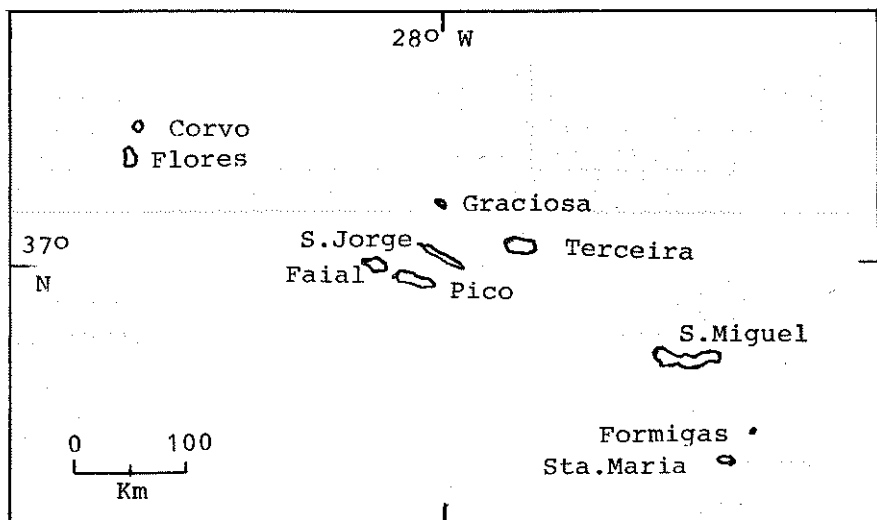 28° W
Corvo
Flores
Graciosa
37°
N
S.Jorge
Terceira
Faial
Pico
S.Miguel
0 100
Km
Formigas
Sta.Maria